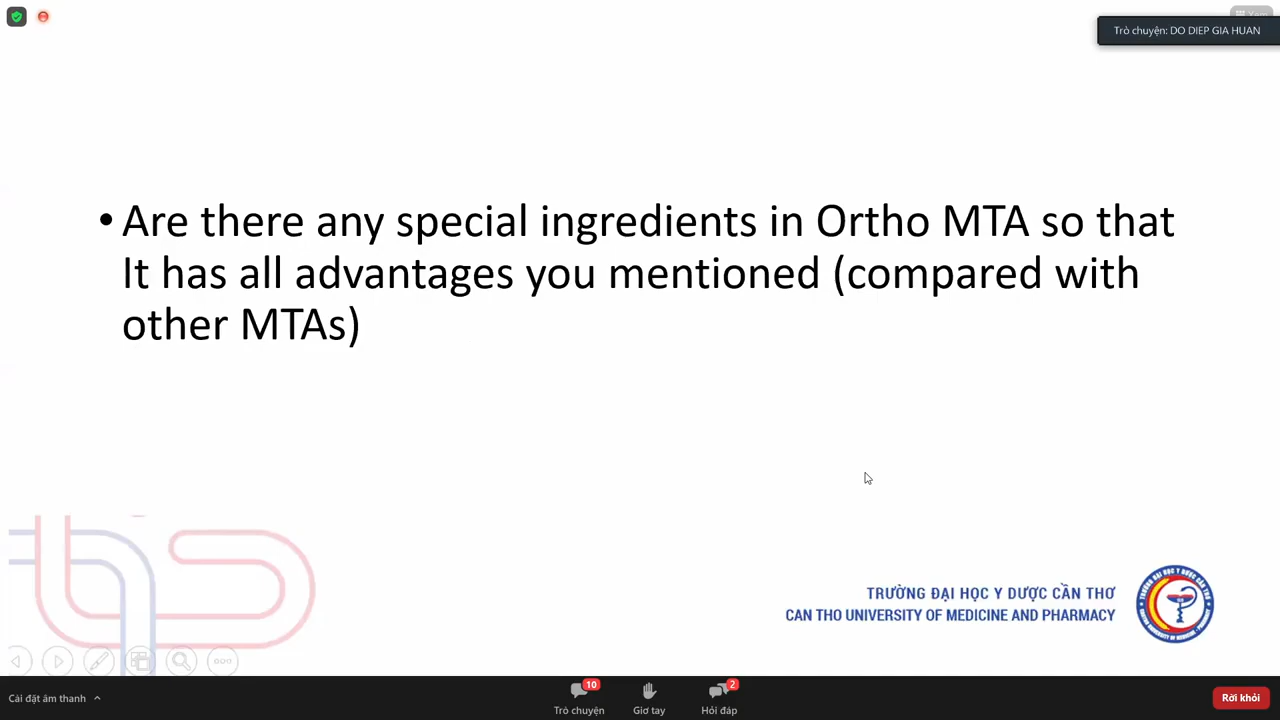 Trò chuyện: DO DIEP GIA HUAN
• Are there any special ingredients in Ortho MTA so that
It has all advantages you mentioned (compared with
other MTAs)
TRƯỜNG ĐẠI HỌC Y DƯỢC CẦN THƠ
CAN THO UNIVERSITY OF MEDICINE AND PHARMACY
Cài đặt âm thanh
10
Trò chuyện
Giơ tay
2
Hỏi đáp
Rời khỏi